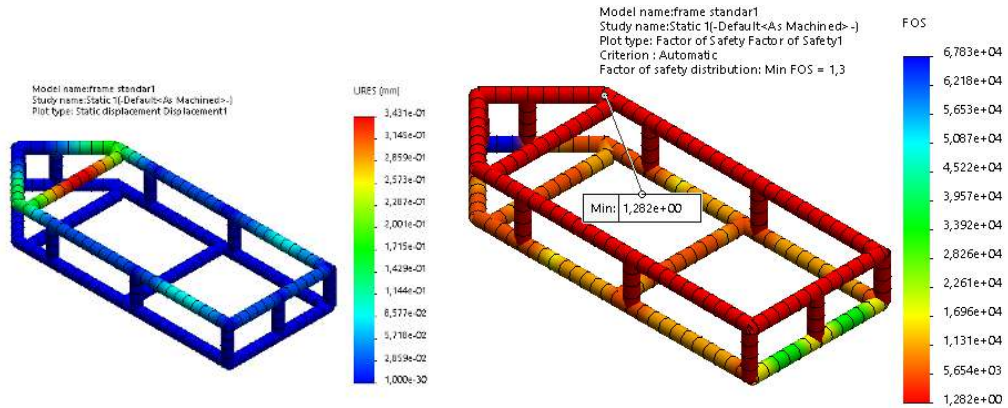 Model name:frame standar1
Study name:Static 1(-Default<As Machined>-)
Plot type: Static displacement Displacement1
URES (mm)
3,431e-01
3,145e-01
2,859e-01
2,573e-01
2,287e-01
2,001e-01
1,715e-01
1,429e-01
1,144e-01
8,577e-02
5,718e-02
2,859e-02
1,000e-30
Model name:frame standar1
Study name:Static 1(-Default<As Machined>-)
Plot type: Factor of Safety Factor of Safety1
Criterion : Automatic
Factor of safety distribution: Min FOS = 1,3
Min: 1,282e+00
FOS
6,783e+04
6,218e+04
5,653e+04
5,087e+04
4,522e+04
3,957e+04
3,391e+04
2,826e+04
2,261e+04
1,696e+04
1,131e+04
5,654e+03
1,282e+00